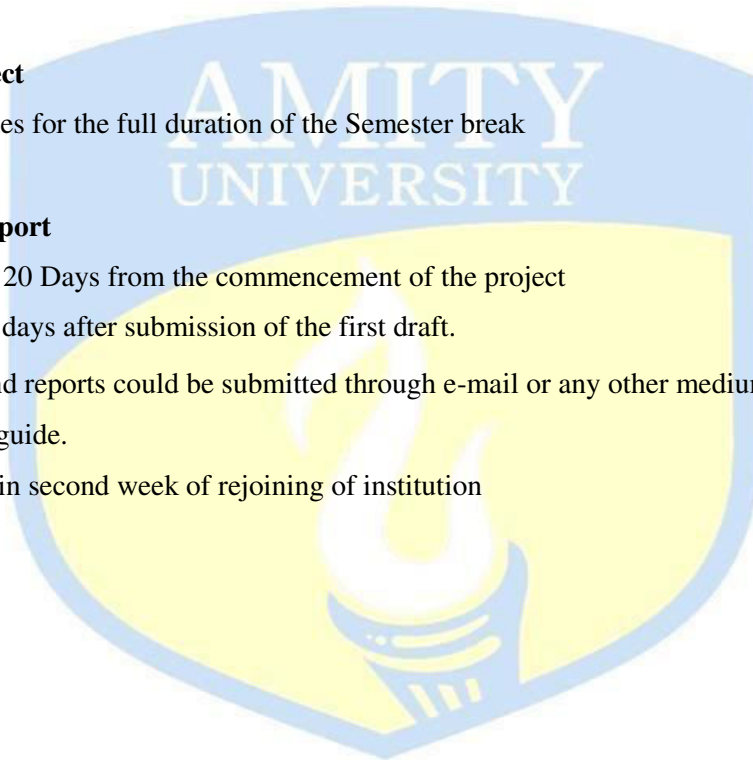 ect
AMITY
es for the full duration of the Semester break
UNIVERSITY
port
20 Days from the commencement of the project
days after submission of the first draft.
nd reports could be submitted through e-mail or any other medium
guide.
in second week of rejoining of institution